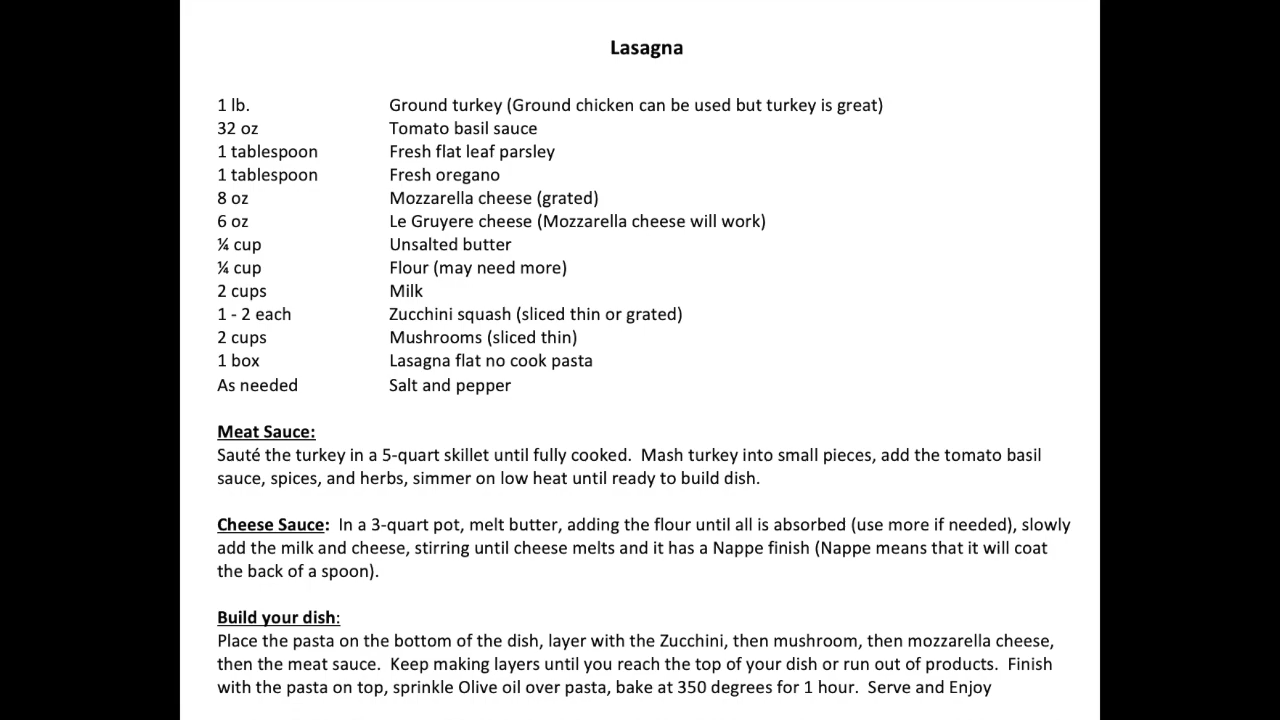 Lasagna
1 lb. Ground turkey (Ground chicken can be used but turkey is great)
32 oz Tomato basil sauce
1 tablespoon Fresh flat leaf parsley
1 tablespoon Fresh oregano
8 oz Mozzarella cheese (grated)
6 oz Le Gruyere cheese (Mozzarella cheese will work)
¼ cup Unsalted butter
¼ cup Flour (may need more)
2 cups Milk
1 - 2 each Zucchini squash (sliced thin or grated)
2 cups Mushrooms (sliced thin)
1 box Lasagna flat no cook pasta
As needed Salt and pepper
Meat Sauce:
Sauté the turkey in a 5-quart skillet until fully cooked. Mash turkey into small pieces, add the tomato basil
sauce, spices, and herbs, simmer on low heat until ready to build dish.
Cheese Sauce: In a 3-quart pot, melt butter, adding the flour until all is absorbed (use more if needed), slowly
add the milk and cheese, stirring until cheese melts and it has a Nappe finish (Nappe means that it will coat
the back of a spoon).
Build your dish:
Place the pasta on the bottom of the dish, layer with the Zucchini, then mushroom, then mozzarella cheese,
then the meat sauce. Keep making layers until you reach the top of your dish or run out of products. Finish
with the pasta on top, sprinkle Olive oil over pasta, bake at 350 degrees for 1 hour. Serve and Enjoy